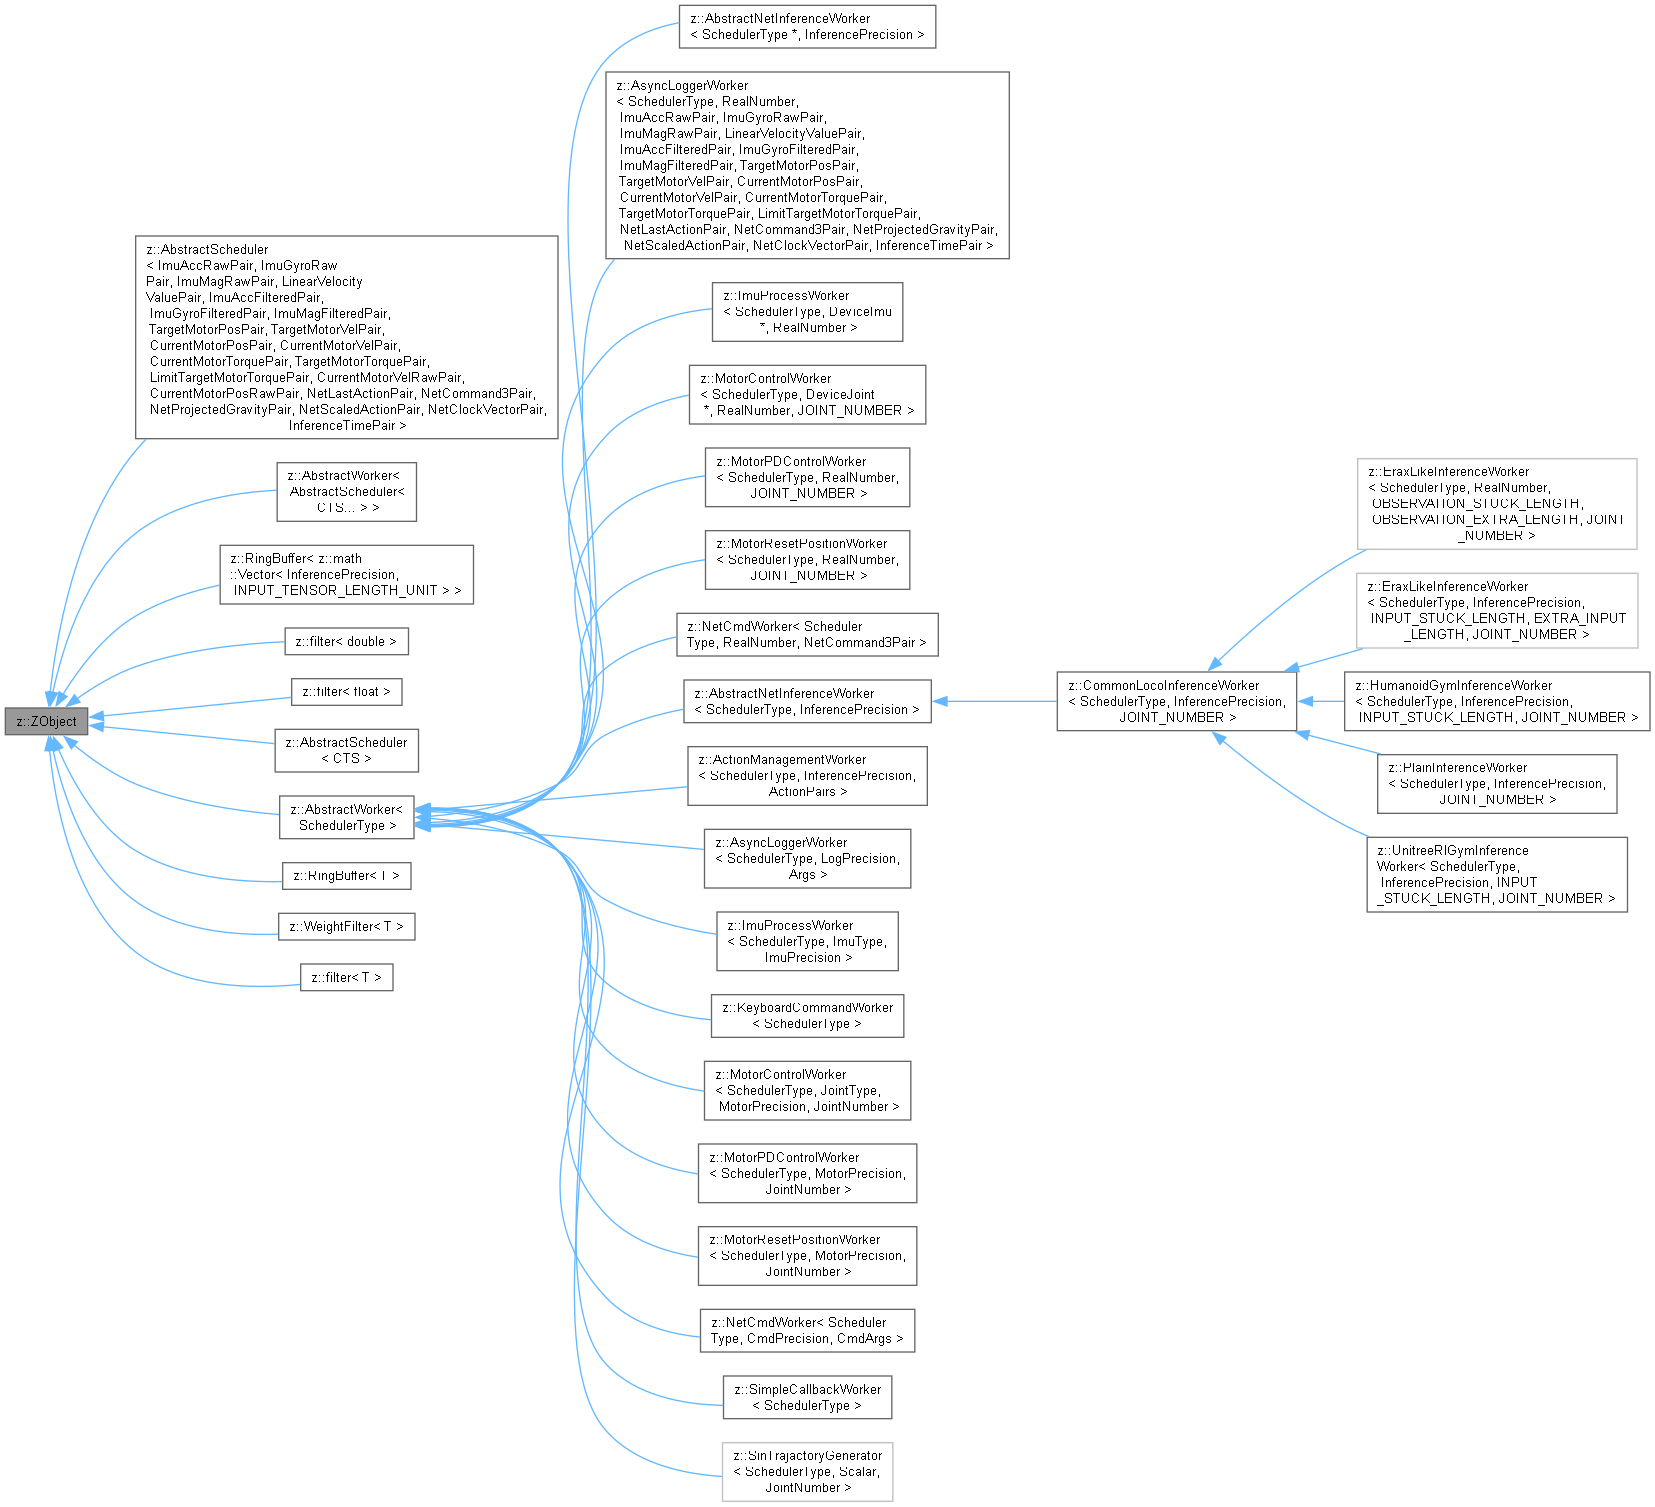 z::ZObject
z::AbstractScheduler
< ImuAccRawPair, ImuGyroRaw
Pair, ImuMagRawPair, LinearVelocity
ValuePair, ImuAccFilteredPair,
ImuGyroFilteredPair, ImuMagFilteredPair,
TargetMotorPosPair, TargetMotorVelPair,
CurrentMotorPosPair, CurrentMotorVelPair,
CurrentMotorTorquePair, TargetMotorTorquePair,
LimitTargetMotorTorquePair, CurrentMotorVelRawPair,
CurrentMotorPosRawPair, NetLastActionPair, NetCommand3Pair,
NetProjectedGravityPair, NetScaledActionPair, NetClockVectorPair,
InferenceTimePair >
z::AbstractWorker<
AbstractScheduler<
CTS... > >
z::RingBuffer< z::math
::Vector< InferencePrecision,
INPUT_TENSOR_LENGTH_UNIT > >
z::filter< double >
z::filter< float >
z::AbstractScheduler
< CTS >
z::AbstractWorker<
SchedulerType >
z::RingBuffer< T >
z::WeightFilter< T >
z::filter< T >
z::AbstractNetInferenceWorker
< SchedulerType *, InferencePrecision >
z::AsyncLoggerWorker
< SchedulerType, RealNumber,
ImuAccRawPair, ImuGyroRawPair,
ImuMagRawPair, LinearVelocityValuePair,
ImuAccFilteredPair, ImuGyroFilteredPair,
ImuMagFilteredPair, TargetMotorPosPair,
TargetMotorVelPair, CurrentMotorPosPair,
CurrentMotorVelPair, CurrentMotorTorquePair,
TargetMotorTorquePair, LimitTargetMotorTorquePair,
NetLastActionPair, NetCommand3Pair, NetProjectedGravityPair,
NetScaledActionPair, NetClockVectorPair, InferenceTimePair >
z::ImuProcessWorker
< SchedulerType, DeviceImu
*, RealNumber >
z::MotorControlWorker
< SchedulerType, DeviceJoint
*, RealNumber, JOINT_NUMBER >
z::MotorPDControlWorker
< SchedulerType, RealNumber,
JOINT_NUMBER >
z::MotorResetPositionWorker
< SchedulerType, RealNumber,
JOINT_NUMBER >
z::NetCmdWorker< Scheduler
Type, RealNumber, NetCommand3Pair >
z::AbstractNetInferenceWorker
< SchedulerType, InferencePrecision >
z::ActionManagementWorker
< SchedulerType, InferencePrecision,
ActionPairs >
z::AsyncLoggerWorker
< SchedulerType, LogPrecision,
Args >
z::ImuProcessWorker
< SchedulerType, ImuType,
ImuPrecision >
z::KeyboardCommandWorker
< SchedulerType >
z::MotorControlWorker
< SchedulerType, JointType,
MotorPrecision, JointNumber >
z::MotorPDControlWorker
< SchedulerType, MotorPrecision,
JointNumber >
z::MotorResetPositionWorker
< SchedulerType, MotorPrecision,
JointNumber >
z::NetCmdWorker< Scheduler
Type, CmdPrecision, CmdArgs >
z::SimpleCallbackWorker
< SchedulerType >
z::SinTrajectoryGenerator
< SchedulerType, Scalar,
JointNumber >
z::CommonLocoInferenceWorker
< SchedulerType, InferencePrecision,
JOINT_NUMBER >
z::EraxLikeInferenceWorker
< SchedulerType, RealNumber,
OBSERVATION_STUCK_LENGTH,
OBSERVATION_EXTRA_LENGTH, JOINT
_NUMBER >
z::EraxLikeInferenceWorker
< SchedulerType, InferencePrecision,
INPUT_STUCK_LENGTH, EXTRA_INPUT
_LENGTH, JOINT_NUMBER >
z::HumanoidGymInferenceWorker
< SchedulerType, InferencePrecision,
INPUT_STUCK_LENGTH, JOINT_NUMBER >
z::PlainInferenceWorker
< SchedulerType, InferencePrecision,
JOINT_NUMBER >
z::UnitreeRlGymInference
Worker< SchedulerType,
InferencePrecision, INPUT
_STUCK_LENGTH, JOINT_NUMBER >